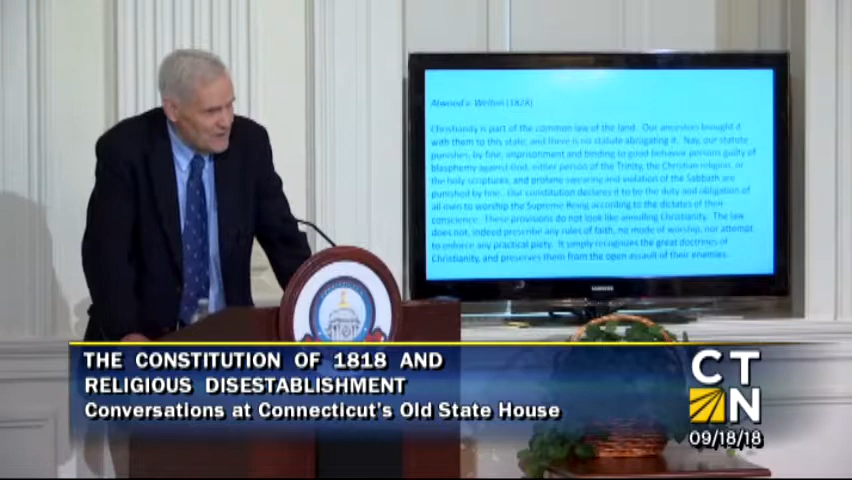 Atwood v. Welton (1828)
Christianity is part of the common law of the land. Our ancestors brought it
with them to this state, and there is no statute abrogating it. Nay, our statute
punishes, by fine, imprisonment and binding to good behavior persons guilty of
blasphemy against God, either person of the Trinity, the Christian religion, or
the holy scriptures, and profane swearing and violation of the Sabbath are
punished by fine. Our constitution declares it to be the duty and obligation of
all men to worship the Supreme Being according to the dictates of their
conscience. These provisions do not look like annulling Christianity. The law
does not, indeed prescribe any rules of faith, no mode of worship, nor attempt
to enforce any practical piety. It simply recognizes the great doctrines of
Christianity, and preserves them from the open assault of their enemies.
SAMSUNG
THE CONSTITUTION OF 1818 AND
RELIGIOUS DISESTABLISHMENT
Conversations at Connecticut's Old State House
CT
N
09/18/18